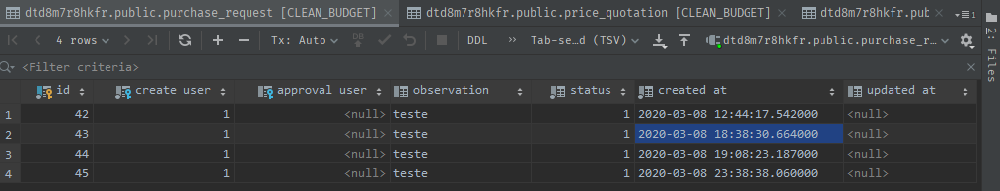 dtd8m7r8hkfr.public.purchase_request [CLEAN_BUDGET] dtd8m7r8hkfr.public.price_quotation [CLEAN_BUDGET] dtd8m7r8hkfr.pub 1
4 rows Tx: Auto DB DDL Tab-se…d (TSV) dtd8m7r8hkfr.public.purchase_r…
<Filter criteria>
id create_user approval_user observation status created_at updated_at
1 42 1 <null> teste 1 2020-03-08 12:44:17.542000 <null>
2 43 1 <null> teste 1 2020-03-08 18:38:30.664000 <null>
3 44 1 <null> teste 1 2020-03-08 19:08:23.187000 <null>
4 45 1 <null> teste 1 2020-03-08 23:38:38.060000 <null>
2: Files